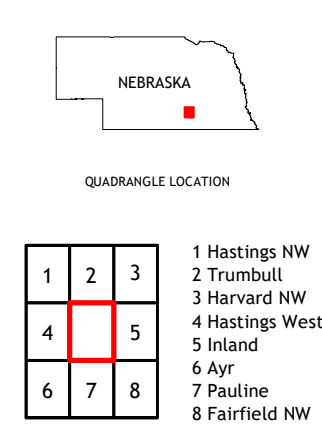 NEBRASKA
QUADRANGLE LOCATION
1 2 3
4 5
6 7 8
1 Hastings NW
2 Trumbull
3 Harvard NW
4 Hastings West
5 Inland
6 Ayr
7 Pauline
8 Fairfield NW